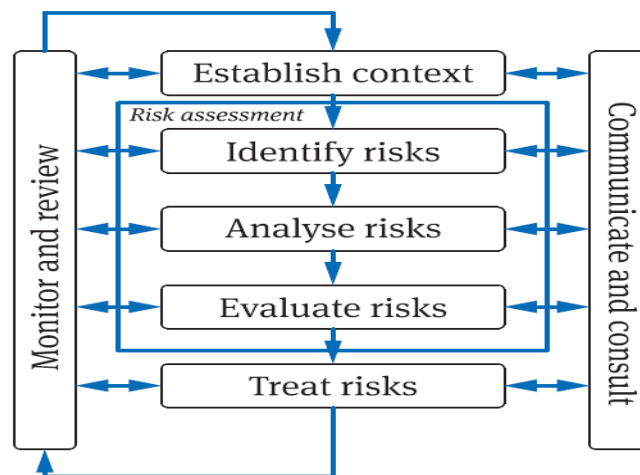 Establish context
Risk assessment
Identify risks
Analyse risks
Evaluate risks
Treat risks
Monitor and review
Communicate and consult